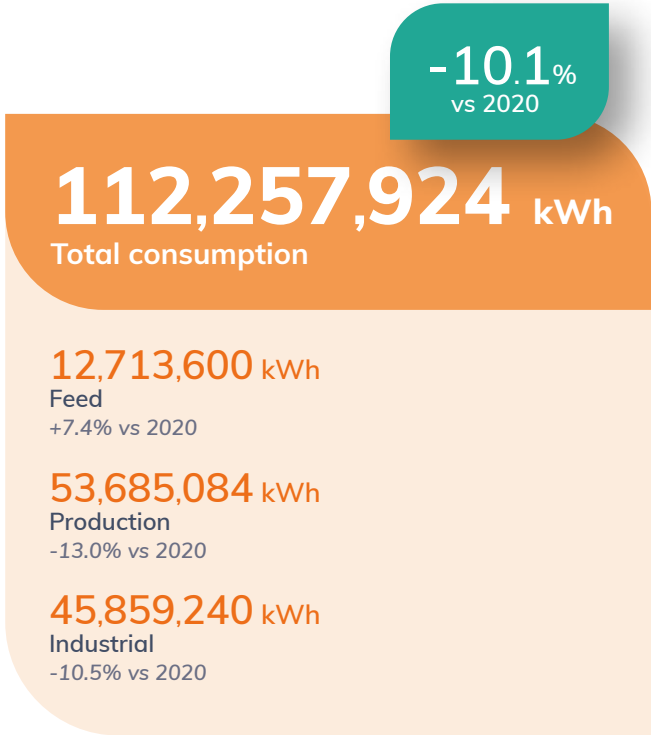 -10.1%
vs 2020
112,257,924 kWh
Total consumption
12,713,600 kWh
Feed
+7.4% vs 2020
53,685,084 kWh
Production
-13.0% vs 2020
45,859,240 kWh
Industrial
-10.5% vs 2020